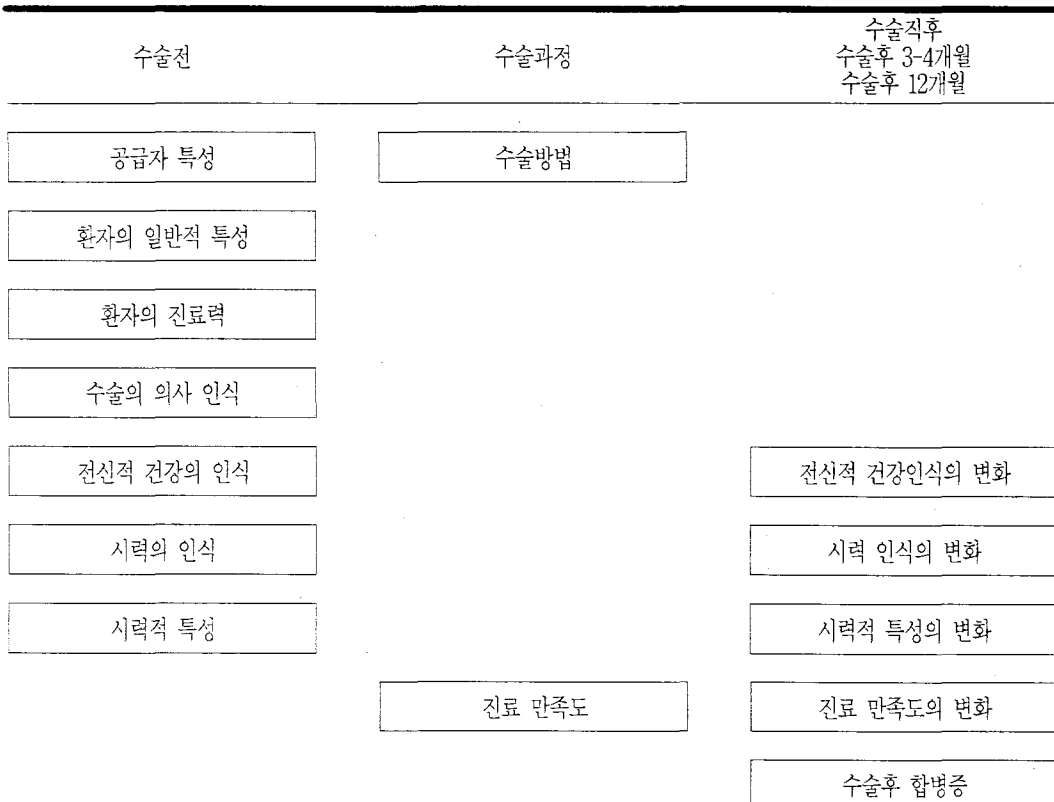 수술전
수술과정
수술직후
수술후 3-4개월
수술후 12개월
공급자 특성
수술방법
환자의 일반적 특성
환자의 진료력
수술의 의사 인식
전신적 건강의 인식
전신적 건강인식의 변화
시력의 인식
시력 인식의 변화
시력적 특성
시력적 특성의 변화
진료 만족도
진료 만족도의 변화
수술후 합병증